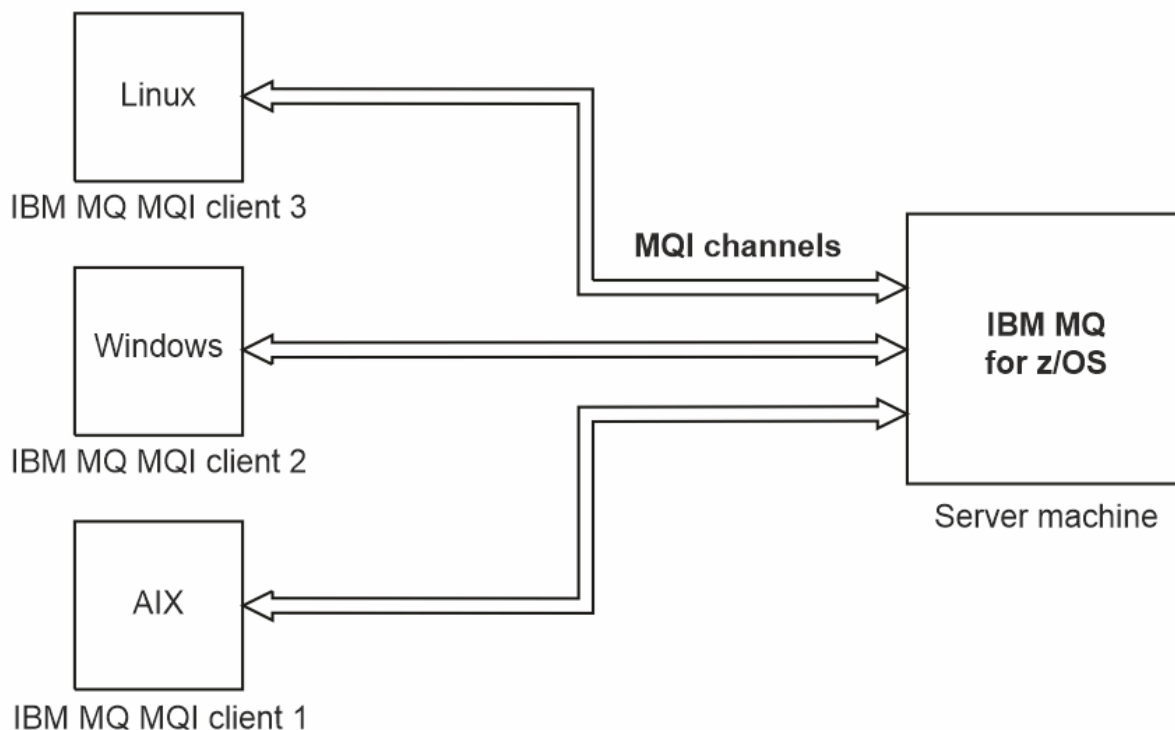 Linux
IBM MQ MQI client 3
MQI channels
Windows
IBM MQ MQI client 2
IBM MQ
for z/OS
Server machine
AIX
IBM MQ MQI client 1